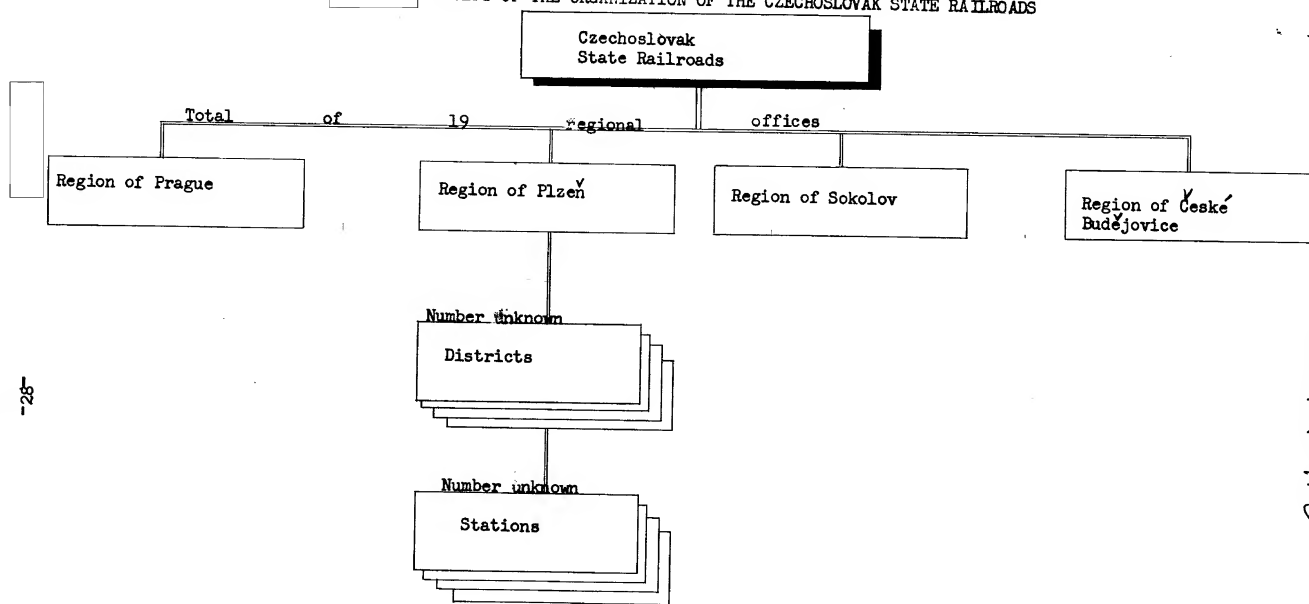 OF THE ORGANIZATION OF THE CZECHOSLOVAK STATE RAILROADS
Czechoslovak
State Railroads
Total of 19 regional offices
Region of Prague
Region of Plzeň
Region of Sokolov
Region of České
Budějovice
Number unknown
Districts
-28-
Number unknown
Stations